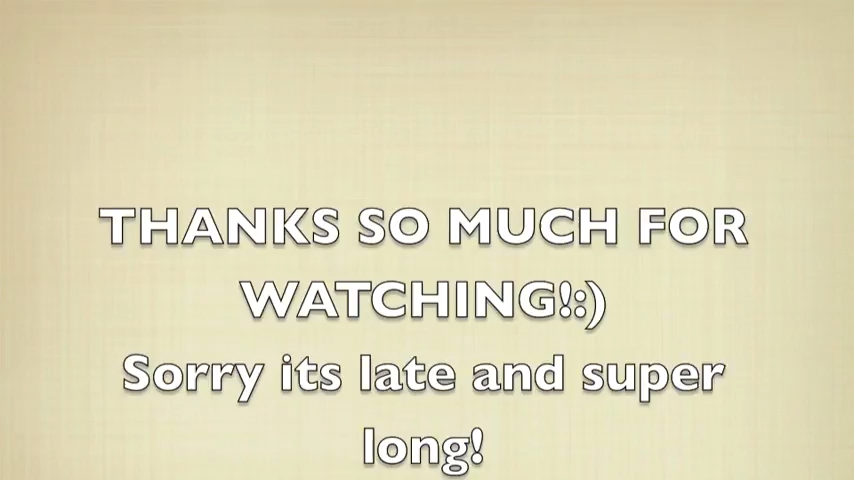 THANKS SO MUCH FOR
WATCHING!:)
Sorry its late and super
long!